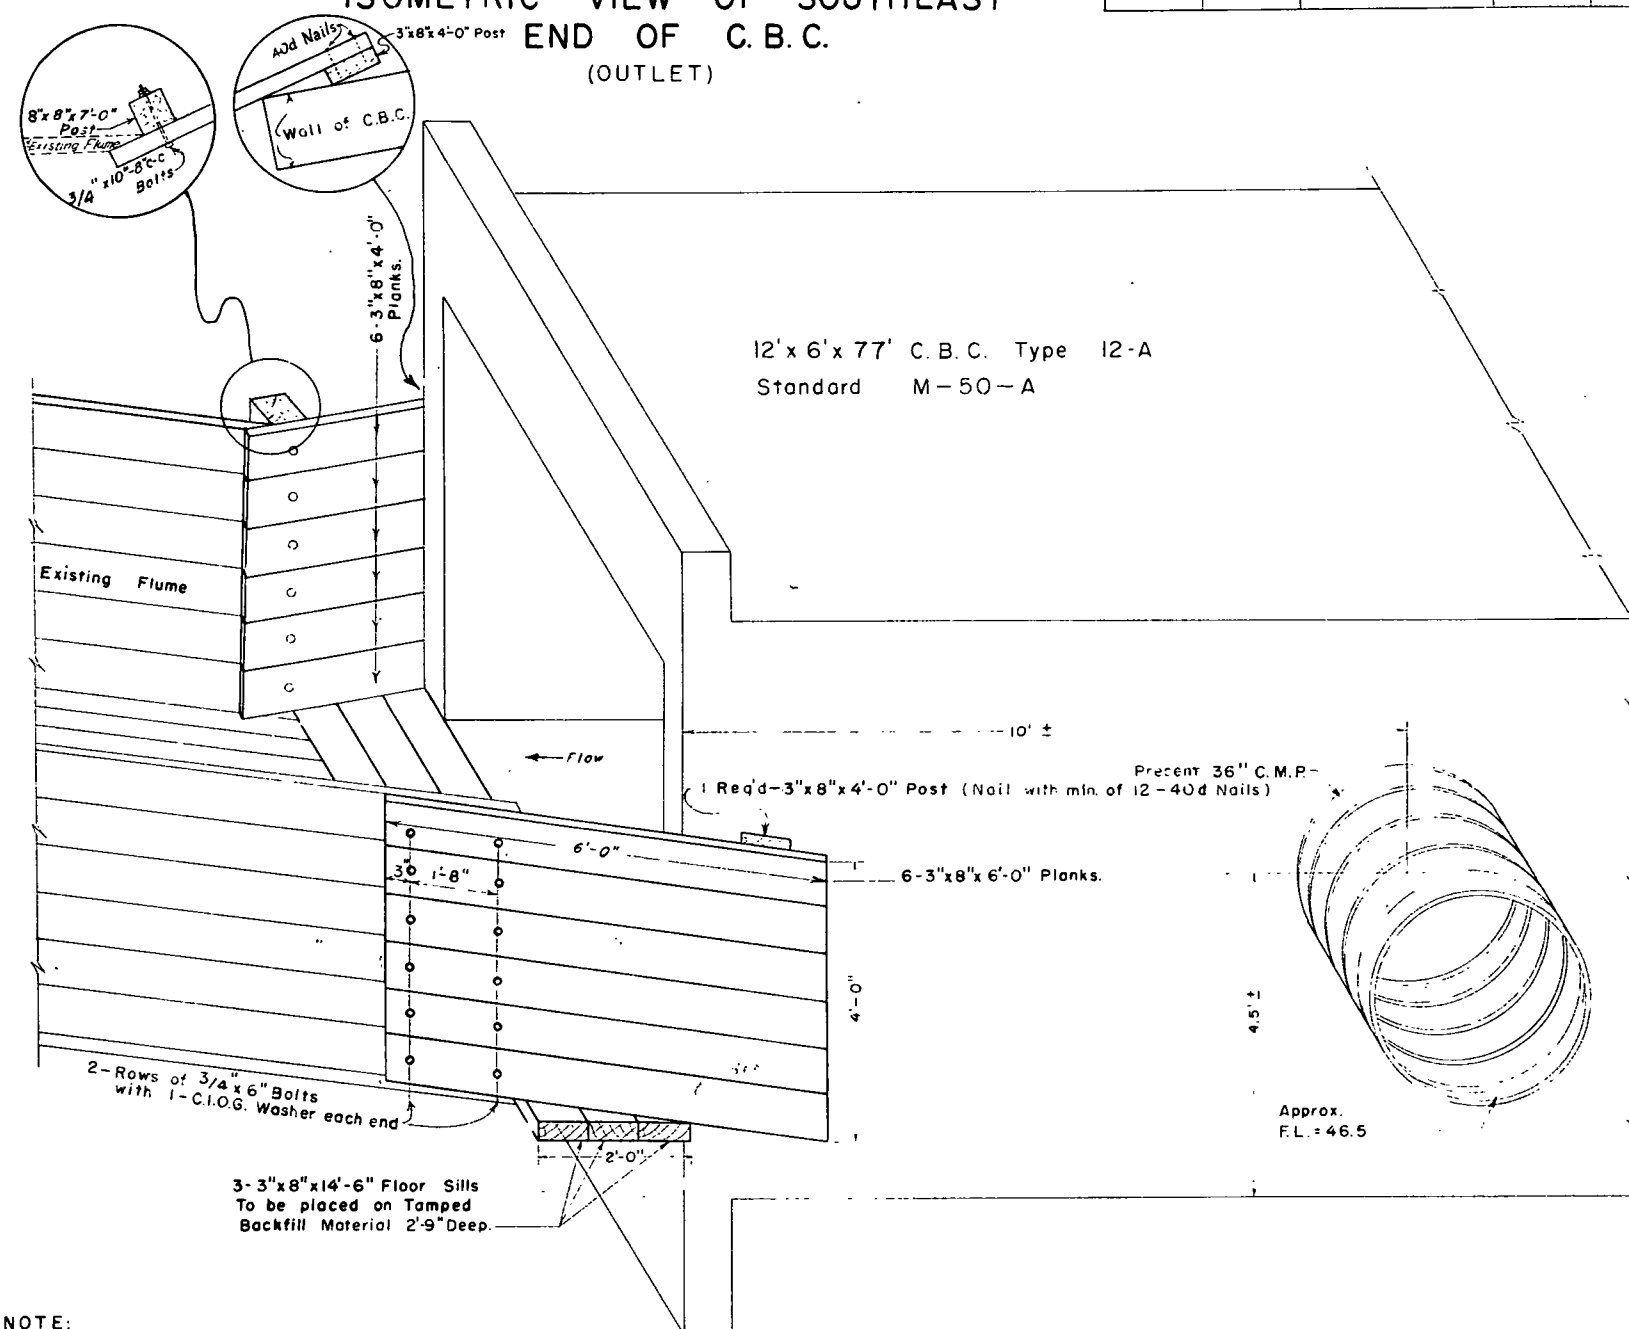 ISOMETRIC VIEW OF SOUTHEAST
END OF C.B.C.
(OUTLET)
40d Nails
3"x8"x4'-0" Post
Wall of C.B.C.
8"x8"x7'-0"
Post
Existing Flume
3/4"x10"-8"c-c
Bolts
6-3"x8"x4'-0"
Planks.
12'x 6'x 77' C.B.C. Type 12-A
Standard M-50-A
Existing Flume
Flow
10' ±
Present 36" C.M.P.
1 Req'd-3"x8"x4'-0" Post (Nail with min. of 12-40d Nails)
6'-0"
3"
1'-8"
6-3"x8"x6'-0" Planks.
4'-0"
4.5' ±
2-Rows of 3/4"x6" Bolts
with 1-C.I.O.G. Washer each end
Approx.
F.L.=46.5
2'-0"
3-3"x8"x14'-6" Floor Sills
To be placed on Tamped
Backfill Material 2'-9" Deep.
NOTE: